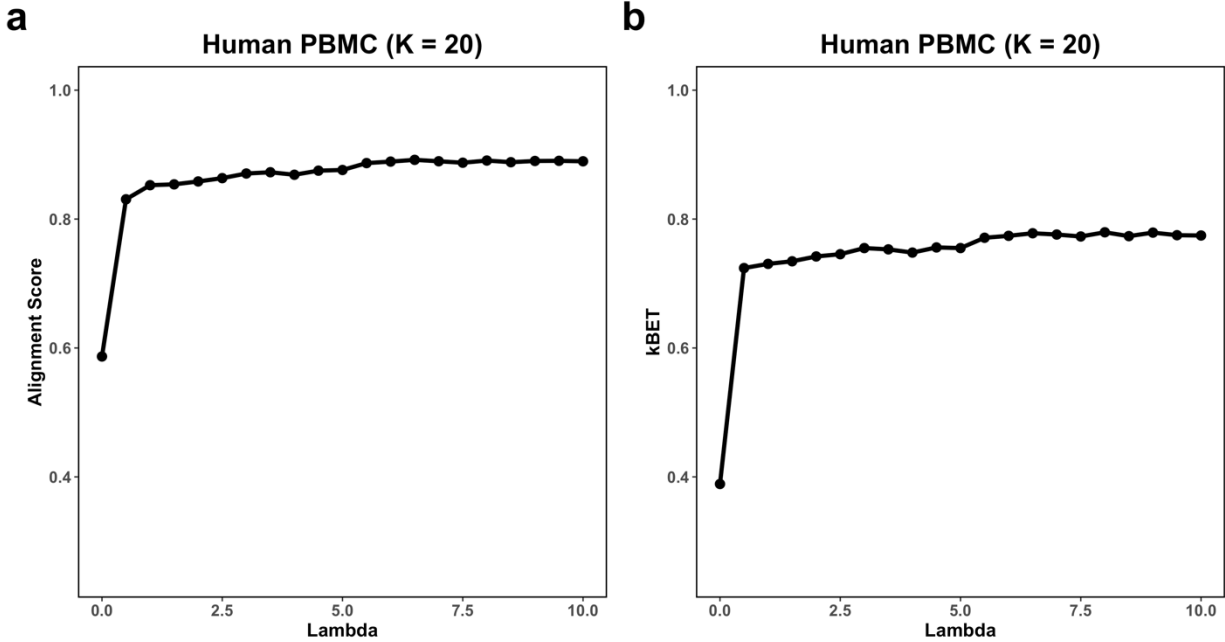 a
Human PBMC (K = 20)
1.0
0.8
0.6
0.4
Alignment Score
0.0 2.5 5.0 7.5 10.0
Lambda
b
Human PBMC (K = 20)
1.0
0.8
0.6
0.4
kBET
0.0 2.5 5.0 7.5 10.0
Lambda